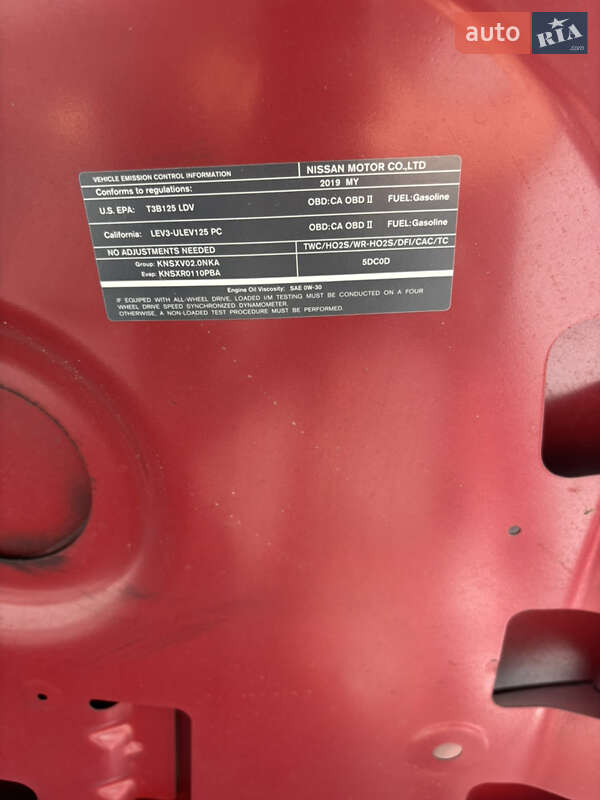 auto RIA .com
VEHICLE EMISSION CONTROL INFORMATION NISSAN MOTOR CO.,LTD
Conforms to regulations: 2019 MY
U.S. EPA: T3B125 LDV OBD:CA OBD II FUEL:Gasoline
California: LEV3-ULEV125 PC OBD:CA OBD II FUEL:Gasoline
NO ADJUSTMENTS NEEDED TWC/HO2S/WR-HO2S/DFI/CAC/TC
Group: KNSXV02.0NKA 5DC0D
Evap: KNSXR0110PBA
Engine Oil Viscosity: SAE 0W-30
IF EQUIPPED WITH ALL-WHEEL DRIVE, LOADED I/M TESTING MUST BE CONDUCTED ON A FOUR
WHEEL DRIVE SPEED SYNCHRONIZED DYNAMOMETER.
OTHERWISE, A NON-LOADED TEST PROCEDURE MUST BE PERFORMED.